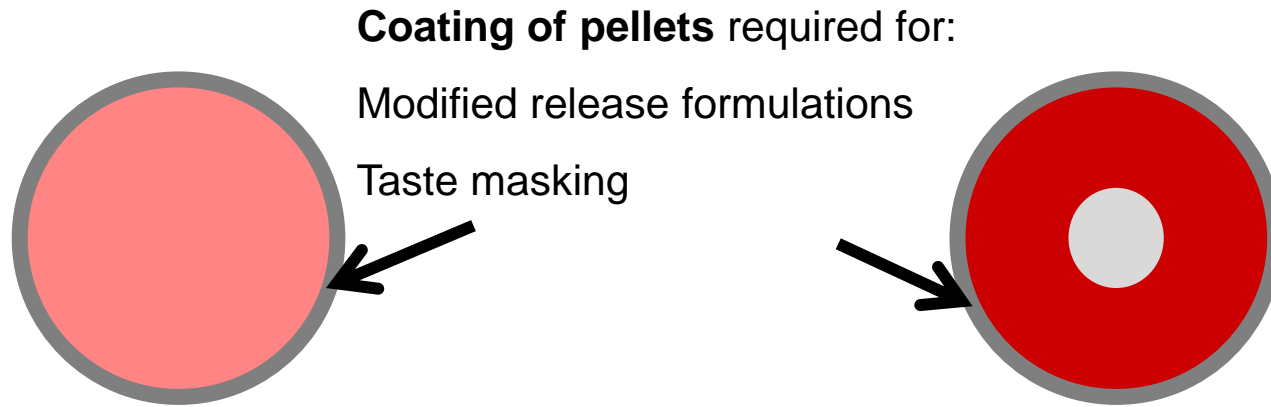 Coating of pellets required for:
Modified release formulations
Taste masking